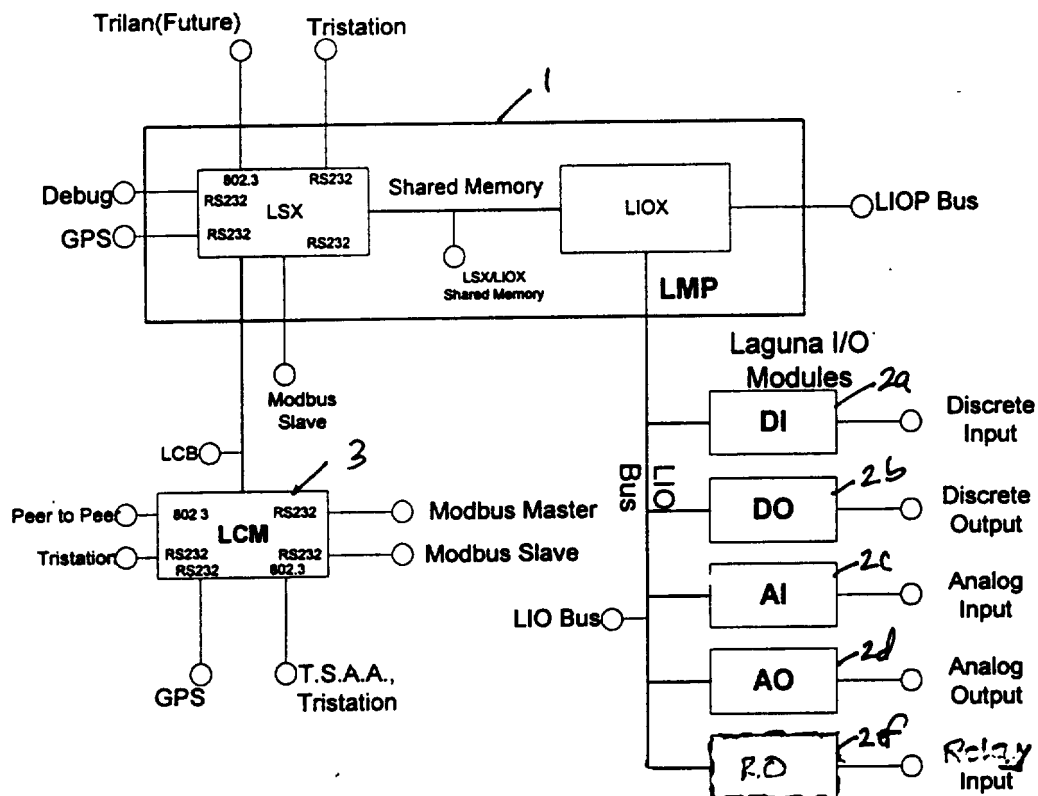 Trilan(Future)
Tristation
1
802.3
RS232
Debug
RS232
LSX
Shared Memory
LIOX
LIOP Bus
GPS
RS232
RS232
LSX/LIOX
Shared Memory
LMP
Laguna I/O
Modules
2a
Modbus
Slave
DI
Discrete
Input
LCB
3
LIO
Bus
2b
Peer to Peer
802 3
RS232
Modbus Master
DO
Discrete
Output
LCM
Tristation
RS232
RS232
Modbus Slave
RS232
802.3
2c
AI
Analog
Input
LIO Bus
2d
GPS
T.S.A.A.,
Tristation
AO
Analog
Output
2f
R.O
Relay
Input